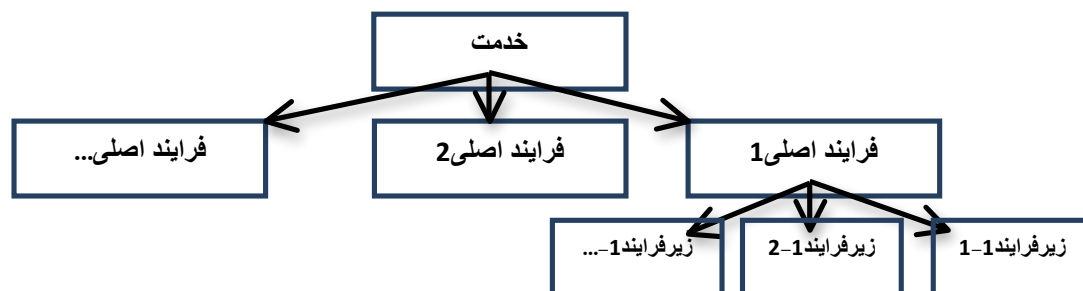 خدمت
فرایند اصلی1
فرایند اصلی2
فرایند اصلی...
زیرفرایند1-1
زیرفرایند1-2
زیرفرایند1-...